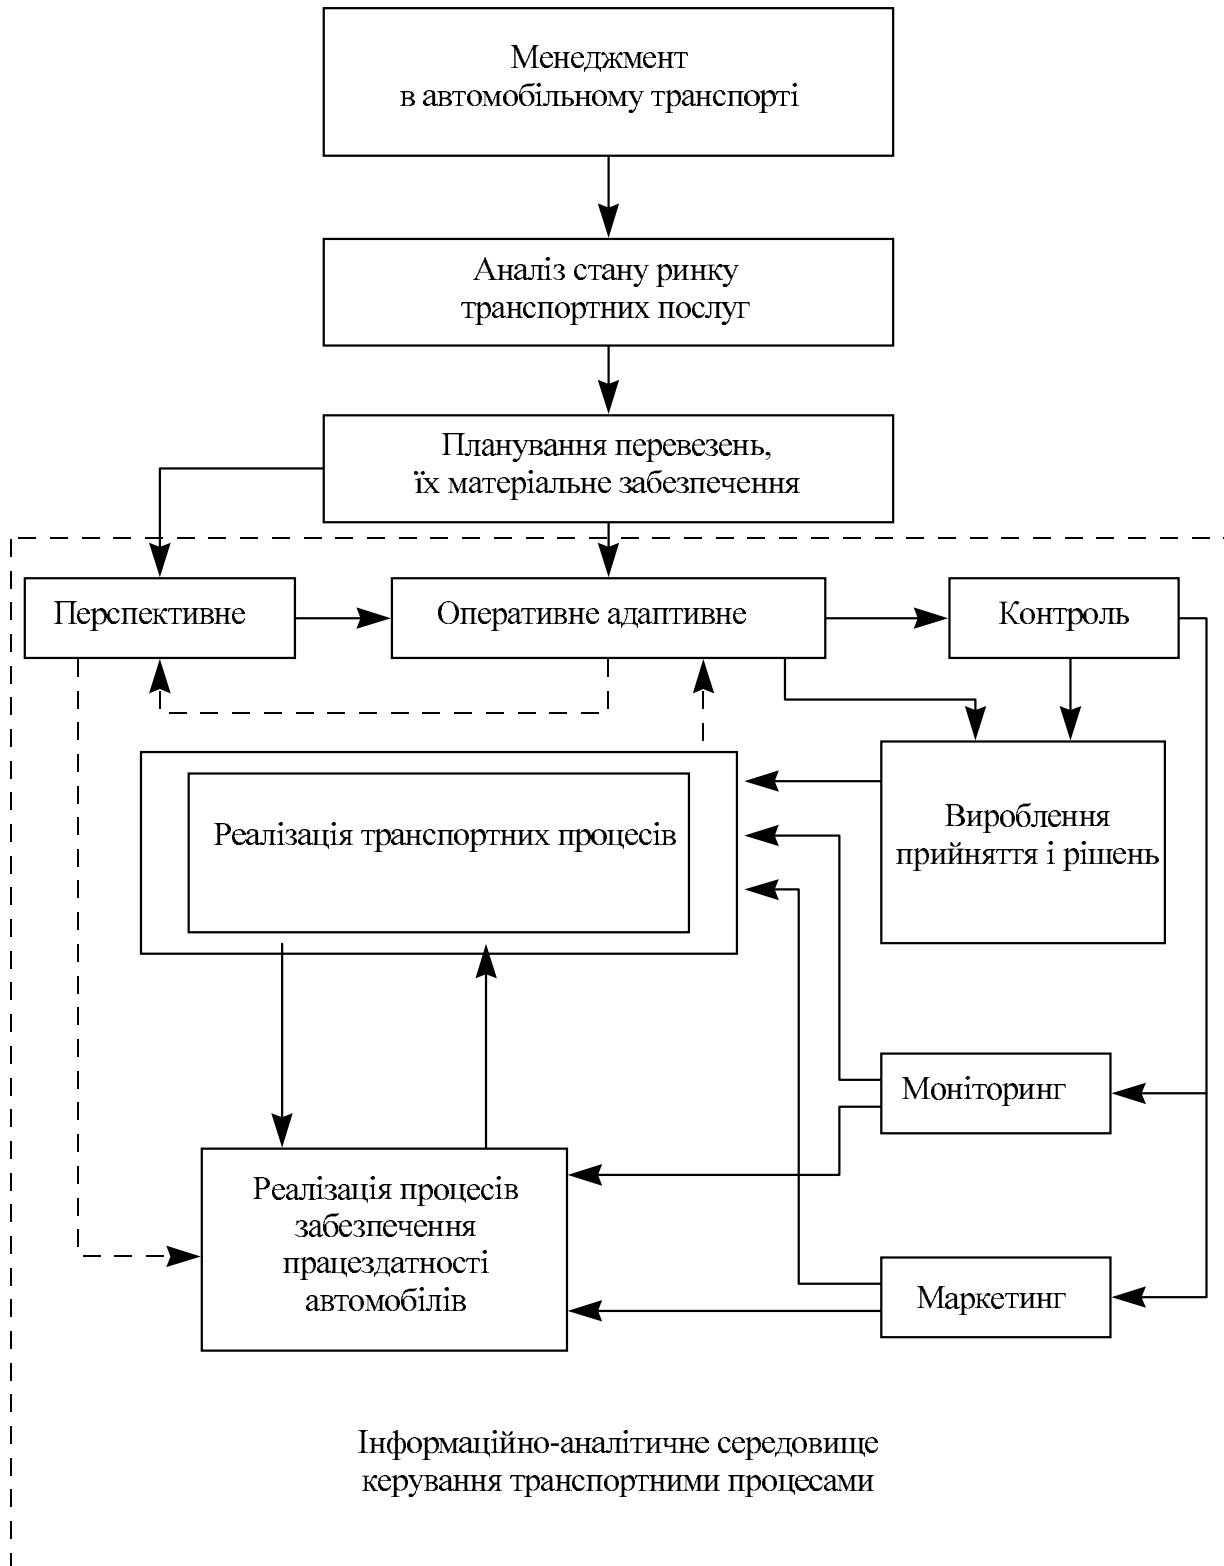 Менеджмент
в автомобільному транспорті
Аналіз стану ринку
транспортних послуг
Планування перевезень,
їх матеріальне забезпечення
Перспективне
Оперативне адаптивне
Контроль
Реалізація транспортних процесів
Вироблення
прийняття і рішень
Моніторинг
Реалізація процесів
забезпечення
працездатності
автомобілів
Маркетинг
Інформаційно-аналітичне середовище
керування транспортними процесами